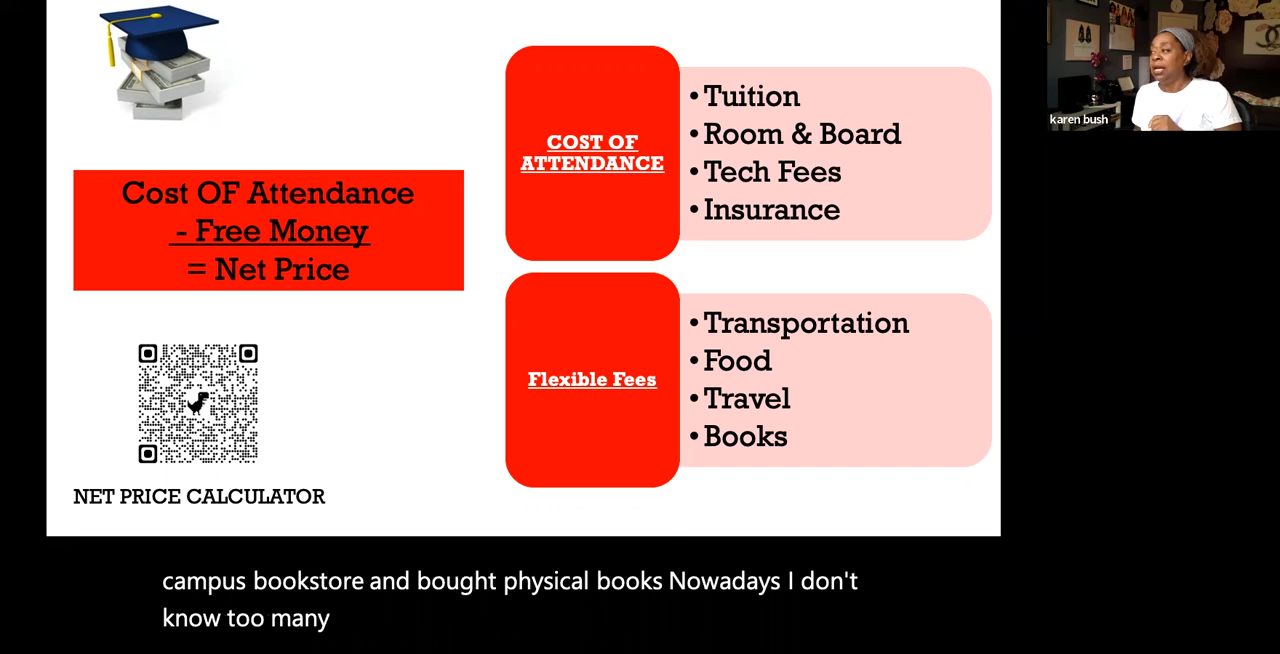 Cost OF Attendance
- Free Money
= Net Price
NET PRICE CALCULATOR
COST OF
ATTENDANCE
• Tuition
• Room & Board
• Tech Fees
• Insurance
Flexible Fees
• Transportation
• Food
• Travel
• Books
karen bush
campus bookstore and bought physical books Nowadays I don't
know too many